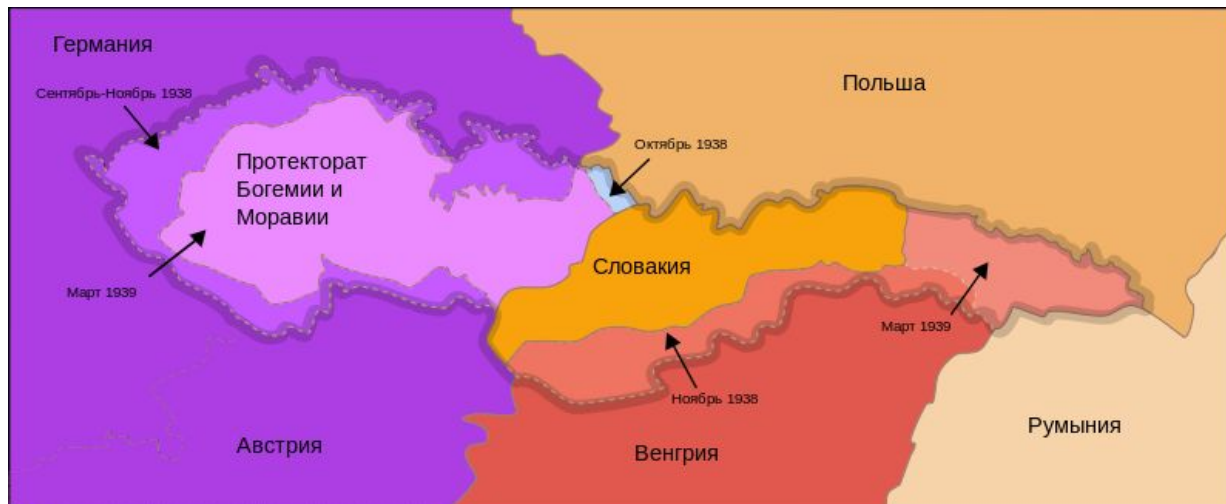 Германия
Польша
Сентябрь-Ноябрь 1938
Октябрь 1938
Протекторат
Богемии и
Моравии
Словакия
Март 1939
Март 1939
Ноябрь 1938
Румыния
Австрия
Венгрия